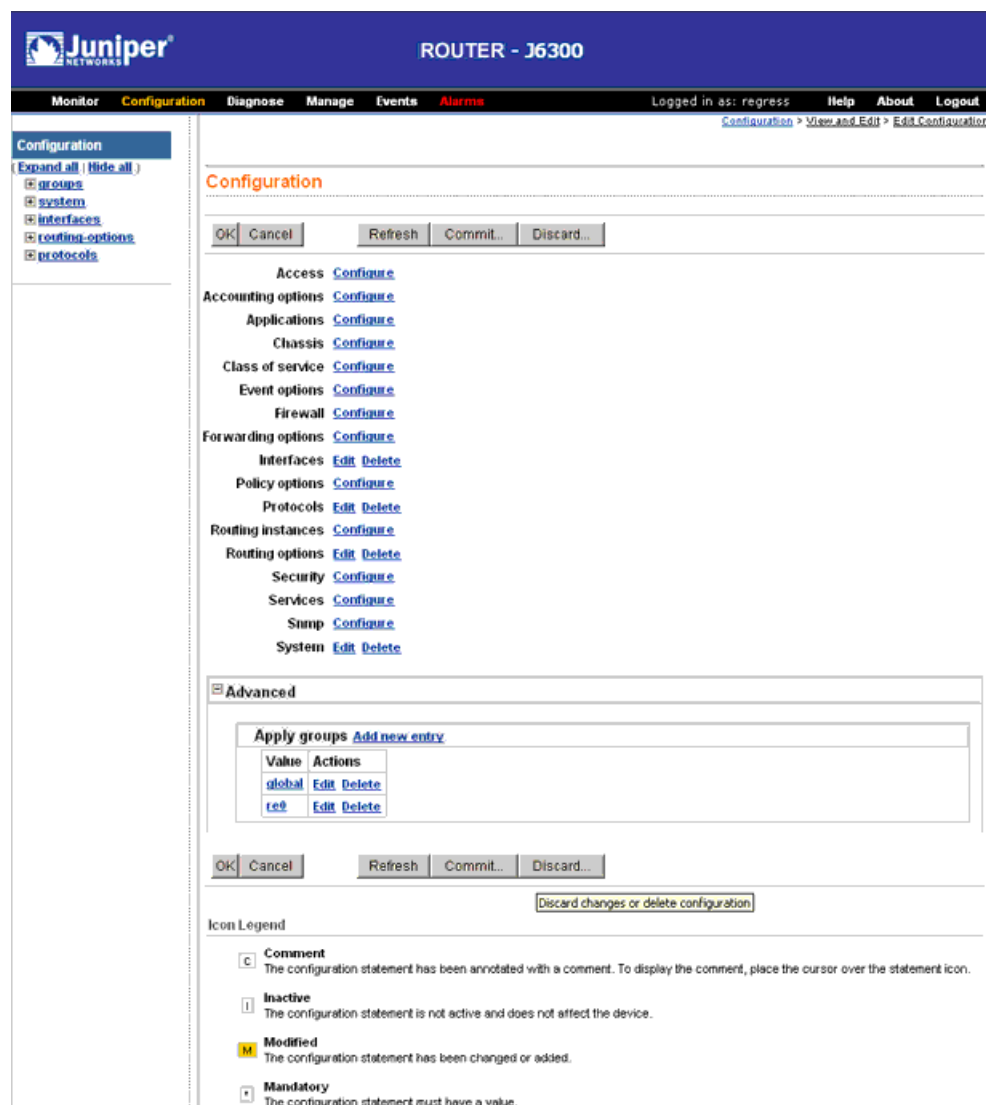 Juniper®
NETWORKS
ROUTER - J6300
Monitor Configuration Diagnose Manage Events Alarms Logged in as: regress Help About Logout
Configuration > View and Edit > Edit Configuration
Configuration
(Expand all | Hide all )
groups
system
interfaces
routing-options
protocols
Configuration
OK Cancel Refresh Commit... Discard...
Access Configure
Accounting options Configure
Applications Configure
Chassis Configure
Class of service Configure
Event options Configure
Firewall Configure
Forwarding options Configure
Interfaces Edit Delete
Policy options Configure
Protocols Edit Delete
Routing instances Configure
Routing options Edit Delete
Security Configure
Services Configure
Snmp Configure
System Edit Delete
Advanced
Apply groups Add new entry
Value Actions
global Edit Delete
re0 Edit Delete
OK Cancel Refresh Commit... Discard...
Discard changes or delete configuration
Icon Legend
C Comment
The configuration statement has been annotated with a comment. To display the comment, place the cursor over the statement icon.
I Inactive
The configuration statement is not active and does not affect the device.
M Modified
The configuration statement has been changed or added.
* Mandatory
The configuration statement must have a value.